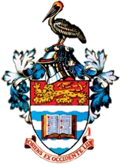 ORIENS EX OCCIDENTE LUX